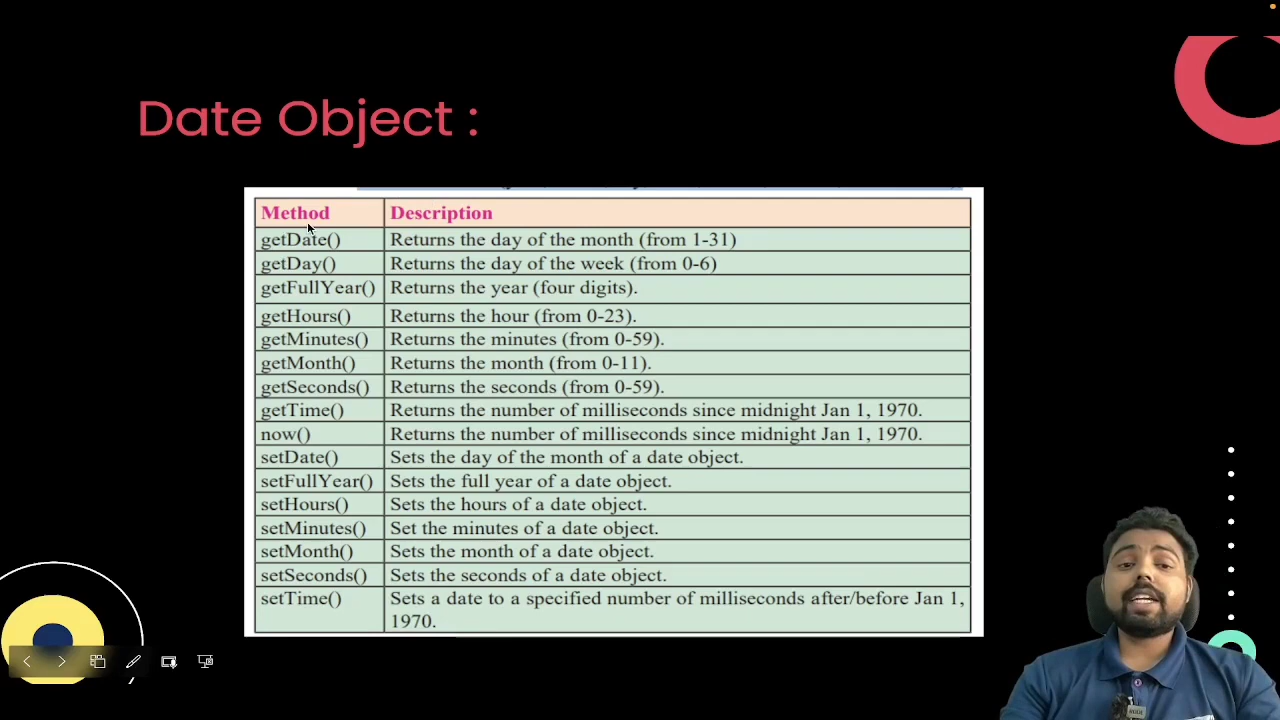 Date Object :
Method Description
getDate() Returns the day of the month (from 1-31)
getDay() Returns the day of the week (from 0-6)
getFullYear() Returns the year (four digits).
getHours() Returns the hour (from 0-23).
getMinutes() Returns the minutes (from 0-59).
getMonth() Returns the month (from 0-11).
getSeconds() Returns the seconds (from 0-59).
getTime() Returns the number of milliseconds since midnight Jan 1, 1970.
now() Returns the number of milliseconds since midnight Jan 1, 1970.
setDate() Sets the day of the month of a date object.
setFullYear() Sets the full year of a date object.
setHours() Sets the hours of a date object.
setMinutes() Set the minutes of a date object.
setMonth() Sets the month of a date object.
setSeconds() Sets the seconds of a date object.
setTime() Sets a date to a specified number of milliseconds after/before Jan 1,
1970.
RODE